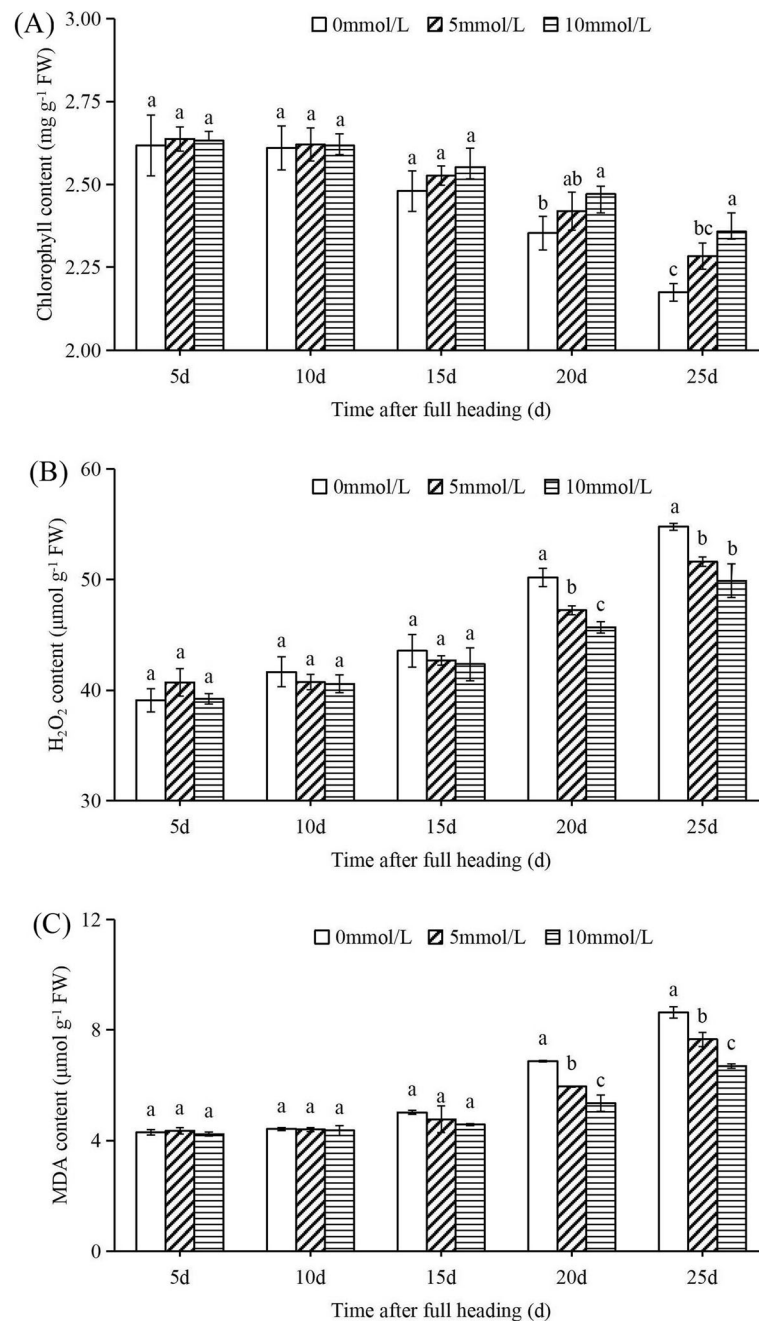 (A)
3.00
0mmol/L 5mmol/L 10mmol/L
Chlorophyll content (mg g⁻¹ FW)
2.75
2.50
2.25
2.00
a a a
a a a
a a a
b ab a
c bc a
5d 10d 15d 20d 25d
Time after full heading (d)
(B)
60
0mmol/L 5mmol/L 10mmol/L
H₂O₂ content (μmol g⁻¹ FW)
50
40
30
a a a
a a a
a a a
a b c
a b b
5d 10d 15d 20d 25d
Time after full heading (d)
(C)
12
0mmol/L 5mmol/L 10mmol/L
MDA content (μmol g⁻¹ FW)
8
4
0
a a a
a a a
a a a
a b c
a b c
5d 10d 15d 20d 25d
Time after full heading (d)